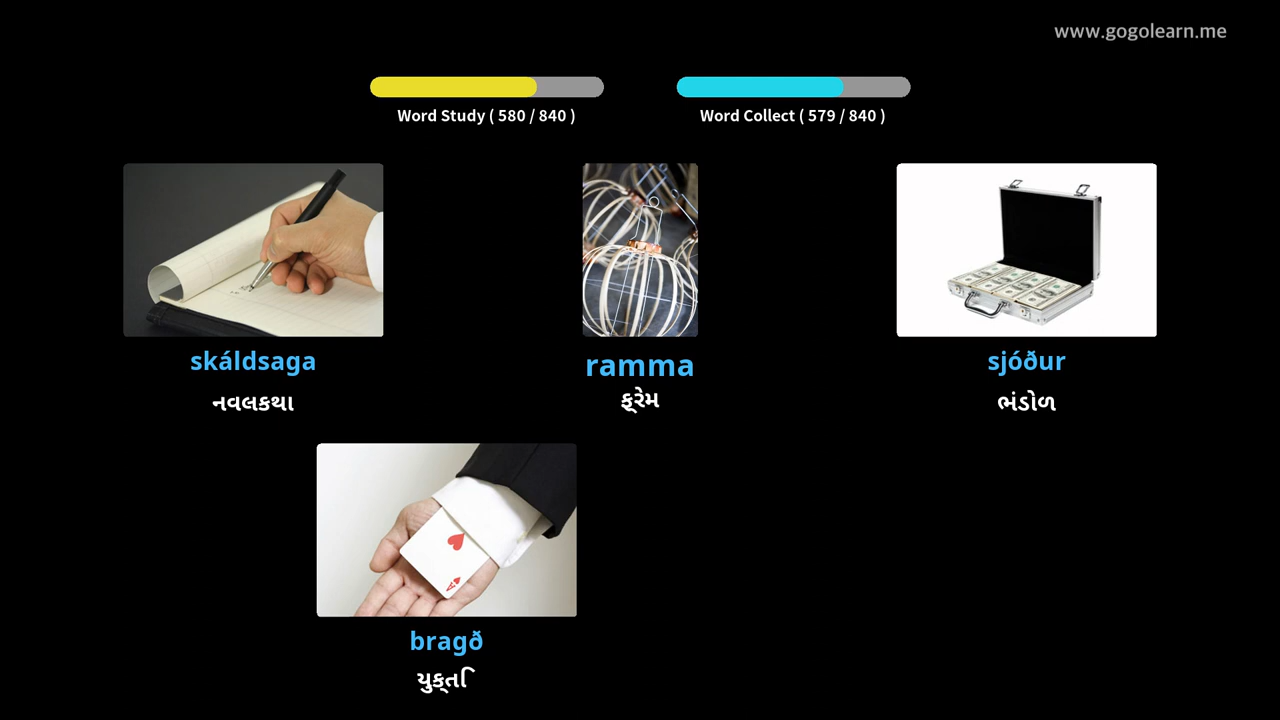 www.gogolearn.me
Word Study ( 580 / 840 )
Word Collect ( 579 / 840 )
skáldsaga
ramma
sjóður
નવલકથા
ફ્રેમ
ભંડોળ
bragð
યુક્તિ